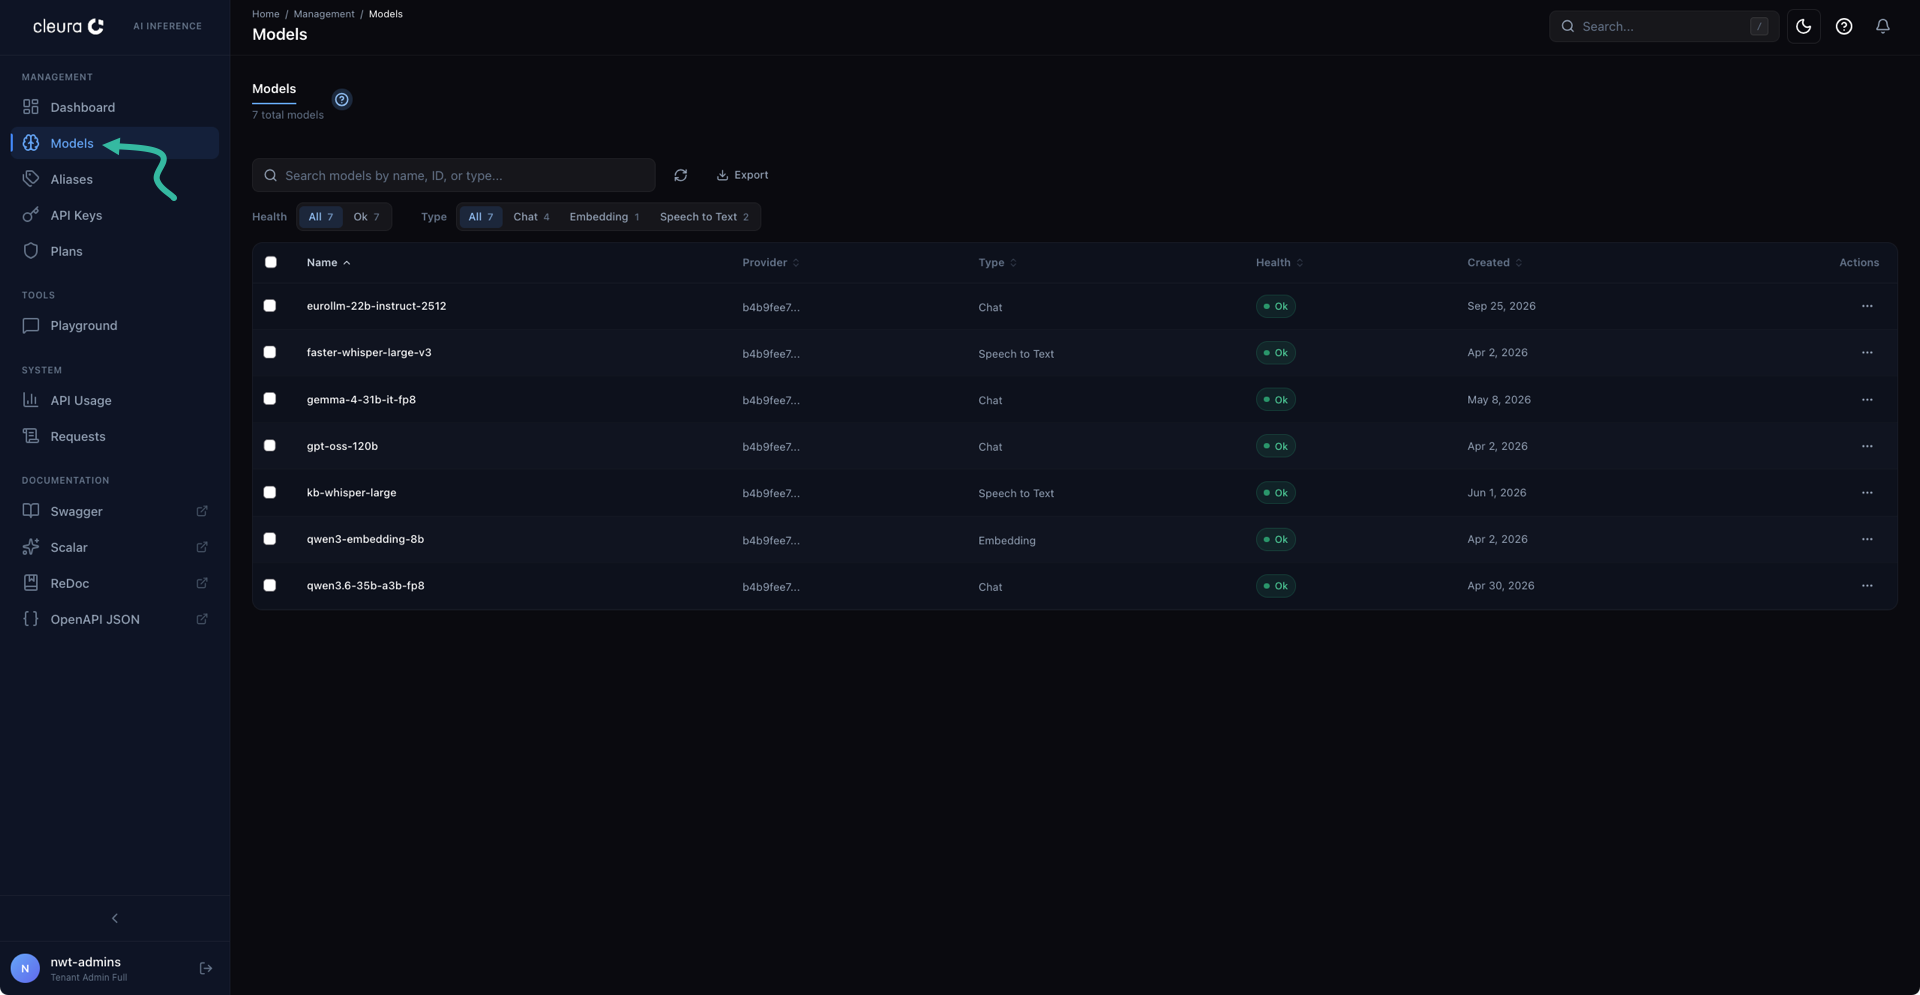 cleura AI INFERENCE
Home / Management / Models
Models
Search... /
MANAGEMENT
Dashboard
Models
Aliases
API Keys
Plans
TOOLS
Playground
SYSTEM
API Usage
Requests
DOCUMENTATION
Swagger
Scalar
ReDoc
OpenAPI JSON
nwt-admins
N
Tenant Admin Full
Models
7 total models
Search models by name, ID, or type...
Export
Health All 7 Ok 7 Type All 7 Chat 4 Embedding 1 Speech to Text 2
Name Provider Type Health Created Actions
eurollm-22b-instruct-2512 b4b9fee7... Chat Ok Sep 25, 2026
faster-whisper-large-v3 b4b9fee7... Speech to Text Ok Apr 2, 2026
gemma-4-31b-it-fp8 b4b9fee7... Chat Ok May 8, 2026
gpt-oss-120b b4b9fee7... Chat Ok Apr 2, 2026
kb-whisper-large b4b9fee7... Speech to Text Ok Jun 1, 2026
qwen3-embedding-8b b4b9fee7... Embedding Ok Apr 2, 2026
qwen3.6-35b-a3b-fp8 b4b9fee7... Chat Ok Apr 30, 2026